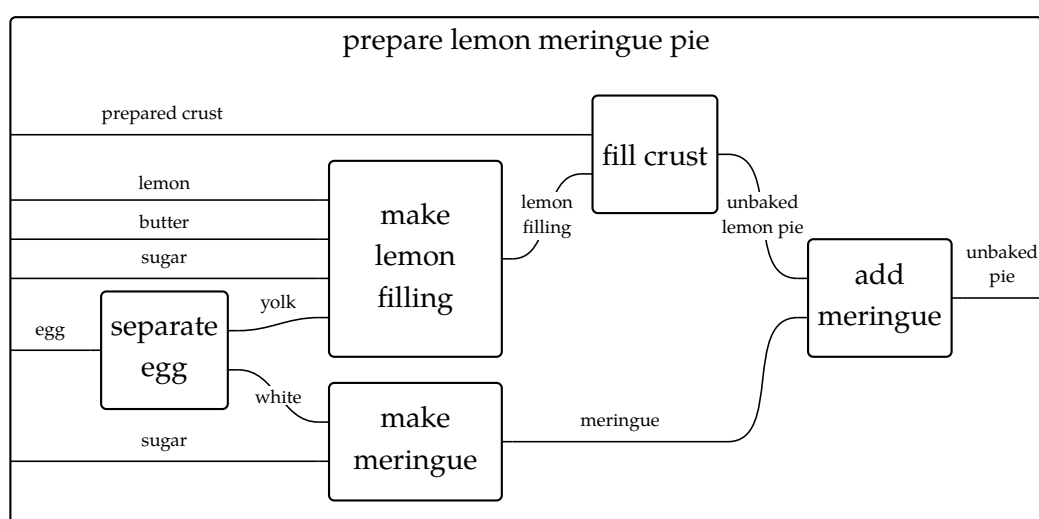 prepare lemon meringue pie
prepared crust
fill crust
lemon
make
lemon
filling
lemon
filling
unbaked
lemon pie
butter
sugar
add
meringue
unbaked
pie
yolk
egg
separate
egg
white
make
meringue
meringue
sugar